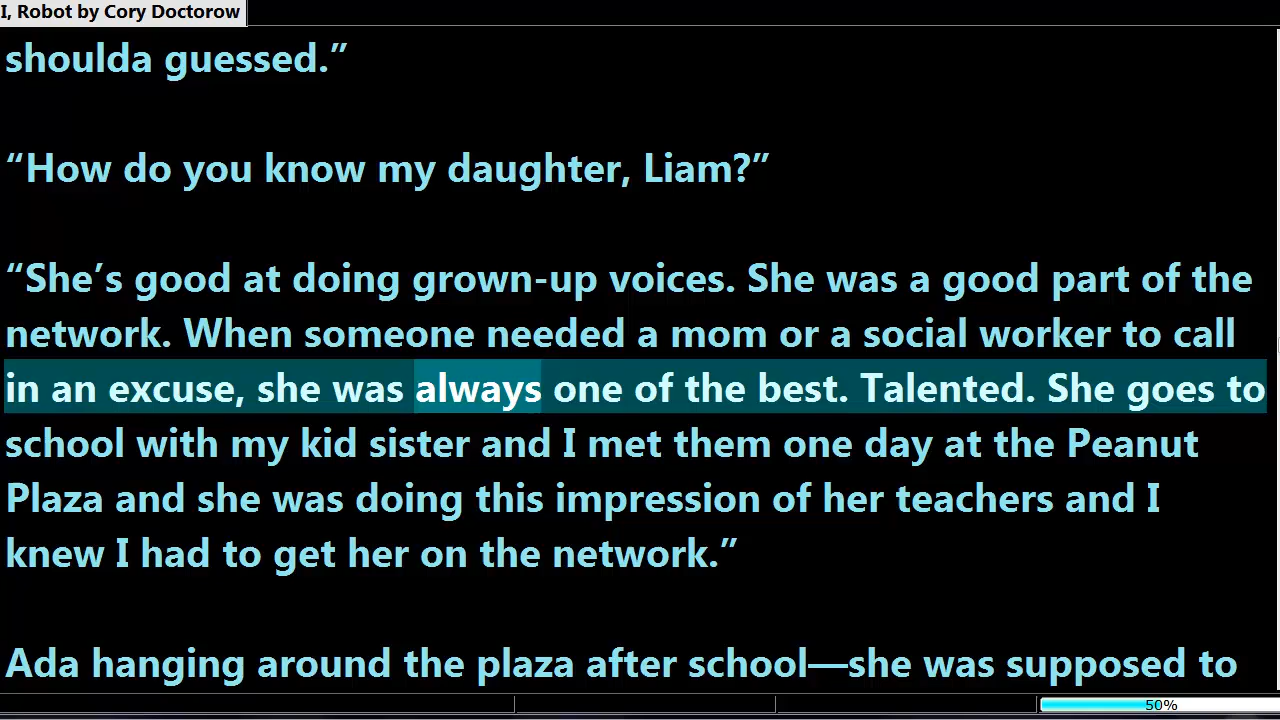 I, Robot by Cory Doctorow
shoulda guessed.”
“How do you know my daughter, Liam?”
“She’s good at doing grown-up voices. She was a good part of the
network. When someone needed a mom or a social worker to call
in an excuse, she was always one of the best. Talented. She goes to
school with my kid sister and I met them one day at the Peanut
Plaza and she was doing this impression of her teachers and I
knew I had to get her on the network.”
Ada hanging around the plaza after school—she was supposed to
50%